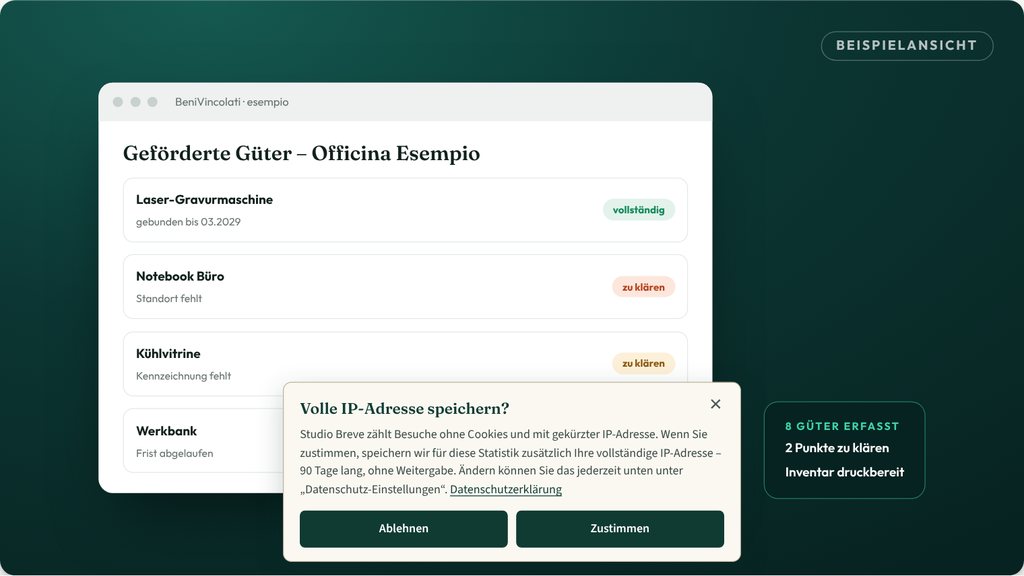 BEISPIELANSICHT
BeniVincolati · esempio
Geförderte Güter – Officina Esempio
Laser-Gravurmaschine
gebunden bis 03.2029
vollständig
Notebook Büro
Standort fehlt
zu klären
Kühlvitrine
Kennzeichnung fehlt
zu klären
Werkbank
Frist abgelaufen
Volle IP-Adresse speichern?
Studio Breve zählt Besuche ohne Cookies und mit gekürzter IP-Adresse. Wenn Sie
zustimmen, speichern wir für diese Statistik zusätzlich Ihre vollständige IP-Adresse –
90 Tage lang, ohne Weitergabe. Ändern können Sie das jederzeit unten unter
„Datenschutz-Einstellungen“. Datenschutzerklärung
Ablehnen
Zustimmen
8 GÜTER ERFASST
2 Punkte zu klären
Inventar druckbereit